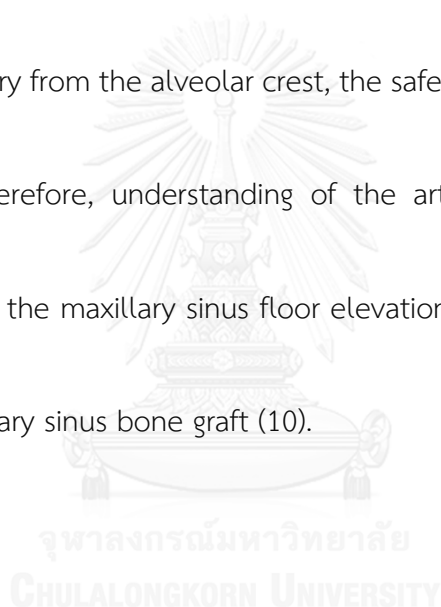 ry from the alveolar crest, the safe
erefore, understanding of the art
the maxillary sinus floor elevation
ary sinus bone graft (10).
จุฬาลงกรณ์มหาวิทยาลัย
CHULALONGKORN UNIVERSITY